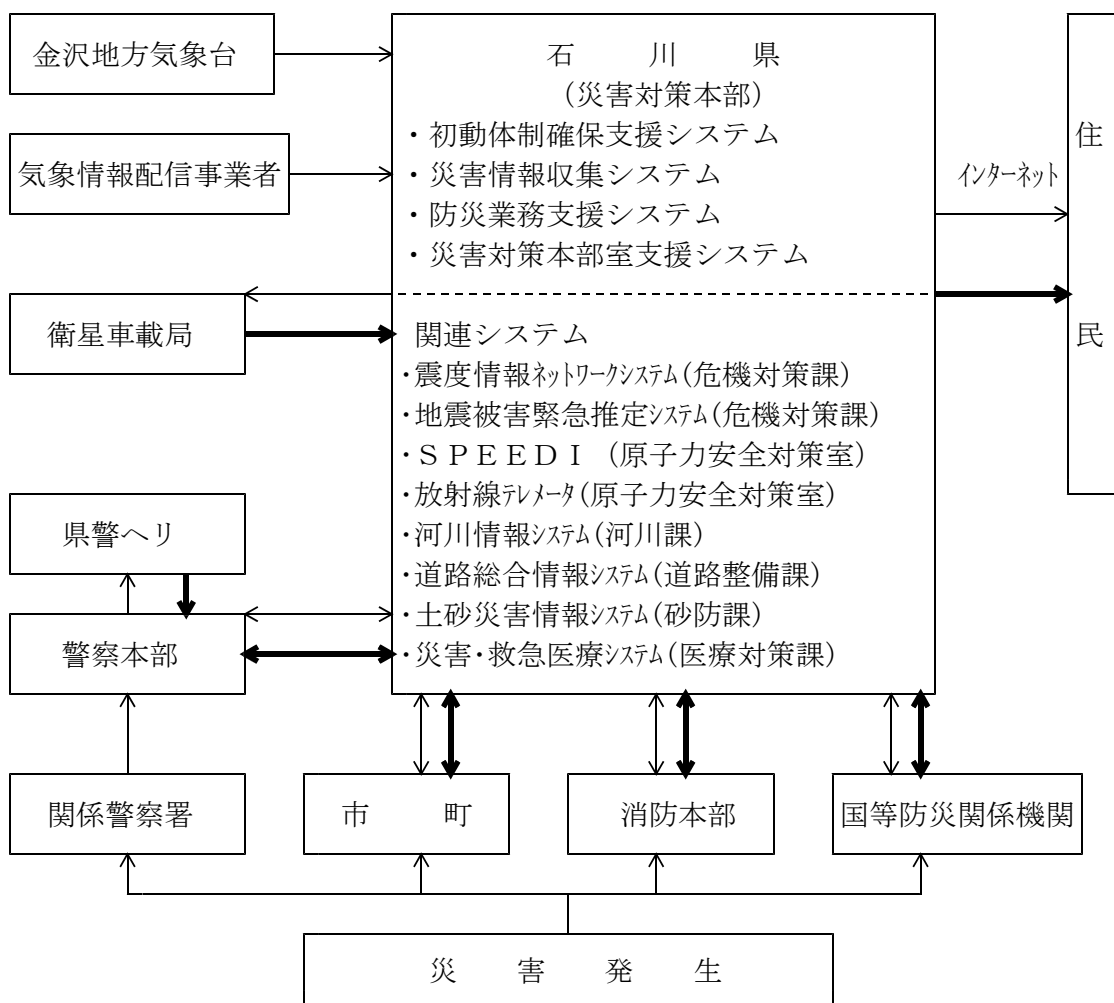 金沢地方気象台
気象情報配信事業者
衛星車載局
県警ヘリ
警察本部
関係警察署
石川県
(災害対策本部)
・初動体制確保支援システム
・災害情報収集システム
・防災業務支援システム
・災害対策本部室支援システム
関連システム
・震度情報ネットワークシステム(危機対策課)
・地震被害緊急推定システム(危機対策課)
・ＳＰＥＥＤＩ (原子力安全対策室)
・放射線テレメータ(原子力安全対策室)
・河川情報システム(河川課)
・道路総合情報システム(道路整備課)
・土砂災害情報システム(砂防課)
・災害・救急医療システム(医療対策課)
インターネット
住民
市町
消防本部
国等防災関係機関
災害発生